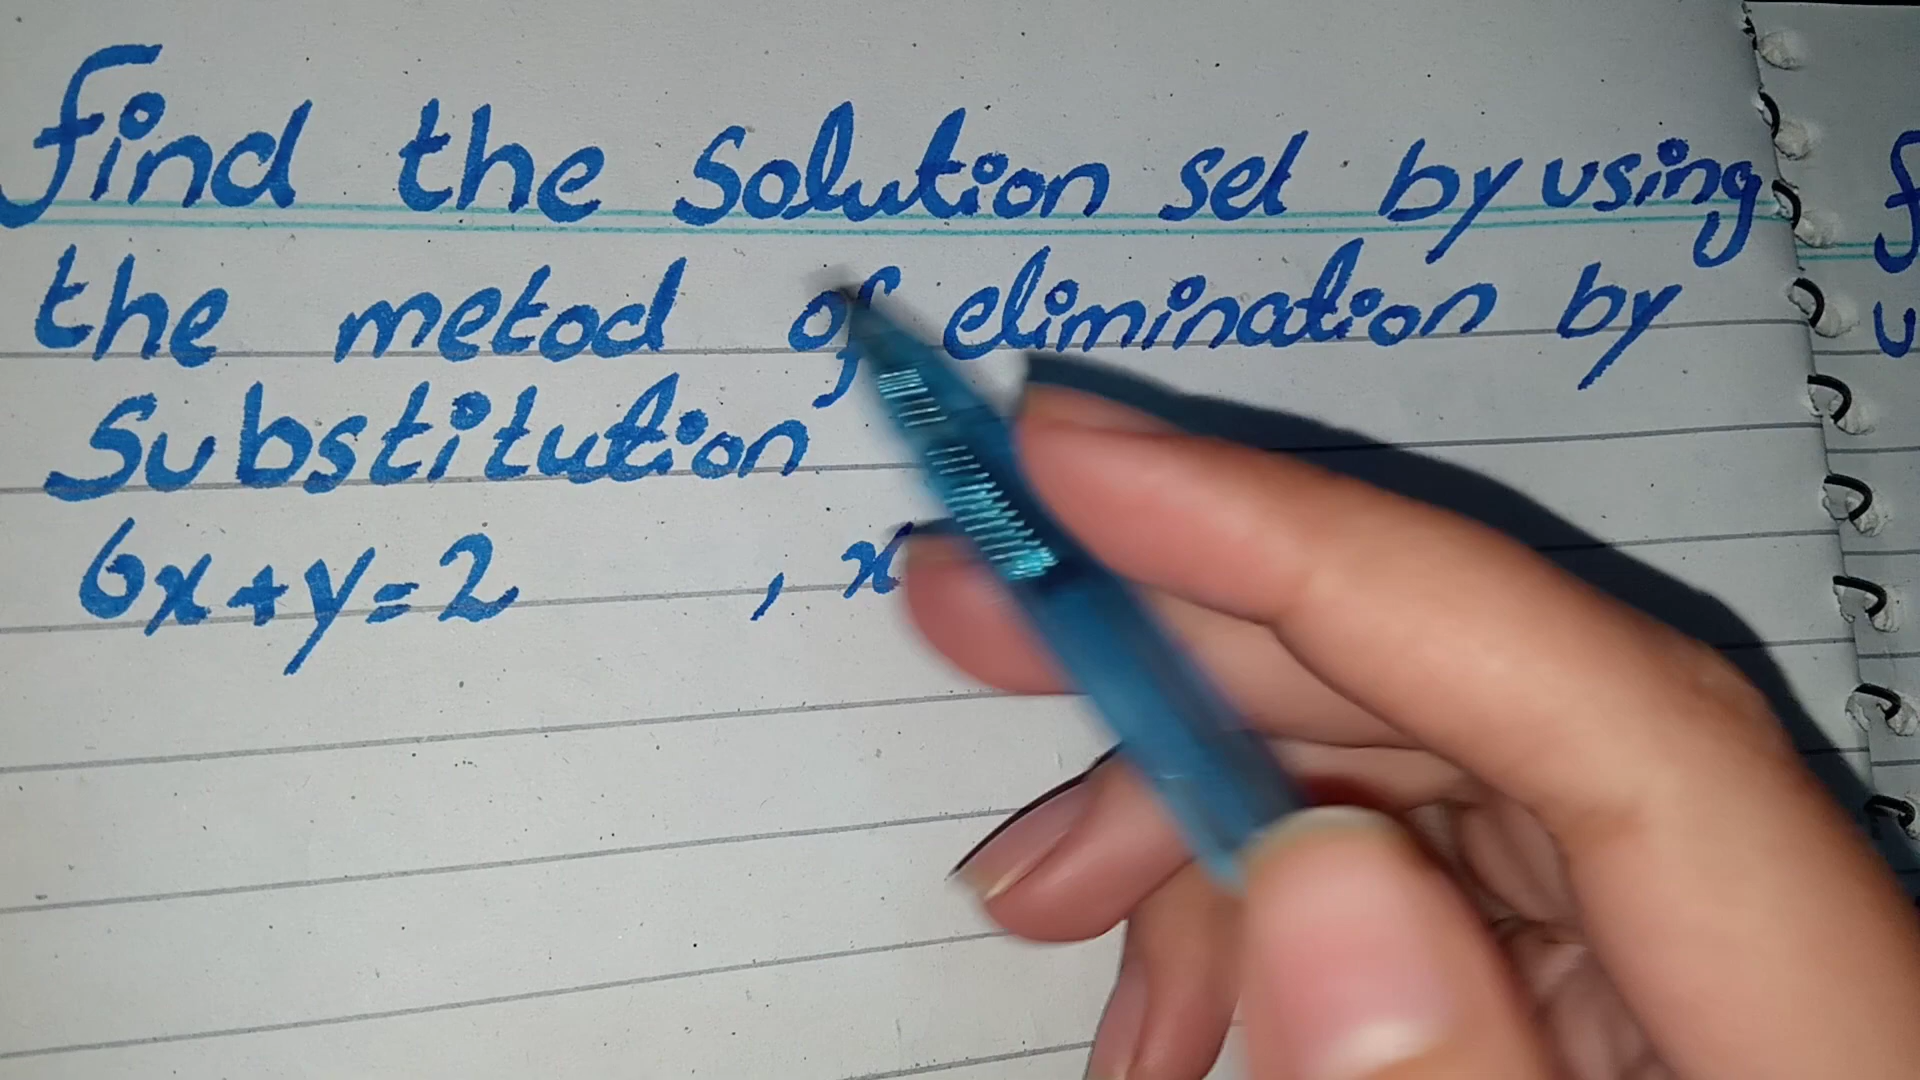 find the solution set by using
the metod of elimination by
Substitution
6x+y=2 , x
f
u